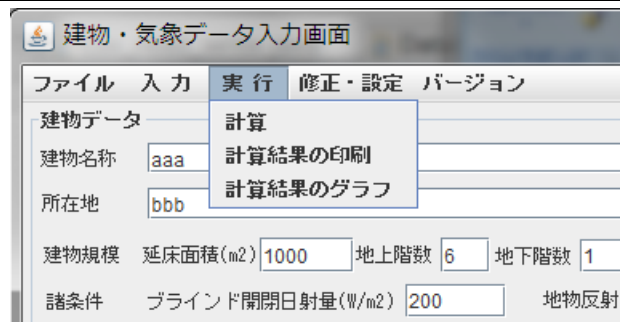 建物・気象データ入力画面
ファイル 入力 実行 修正・設定 バージョン
建物データ
計算
計算結果の印刷
計算結果のグラフ
建物名称 aaa
所在地 bbb
建物規模 延床面積(m2) 1000 地上階数 6 地下階数 1
諸条件 ブラインド開閉日射量(W/m2) 200 地物反射